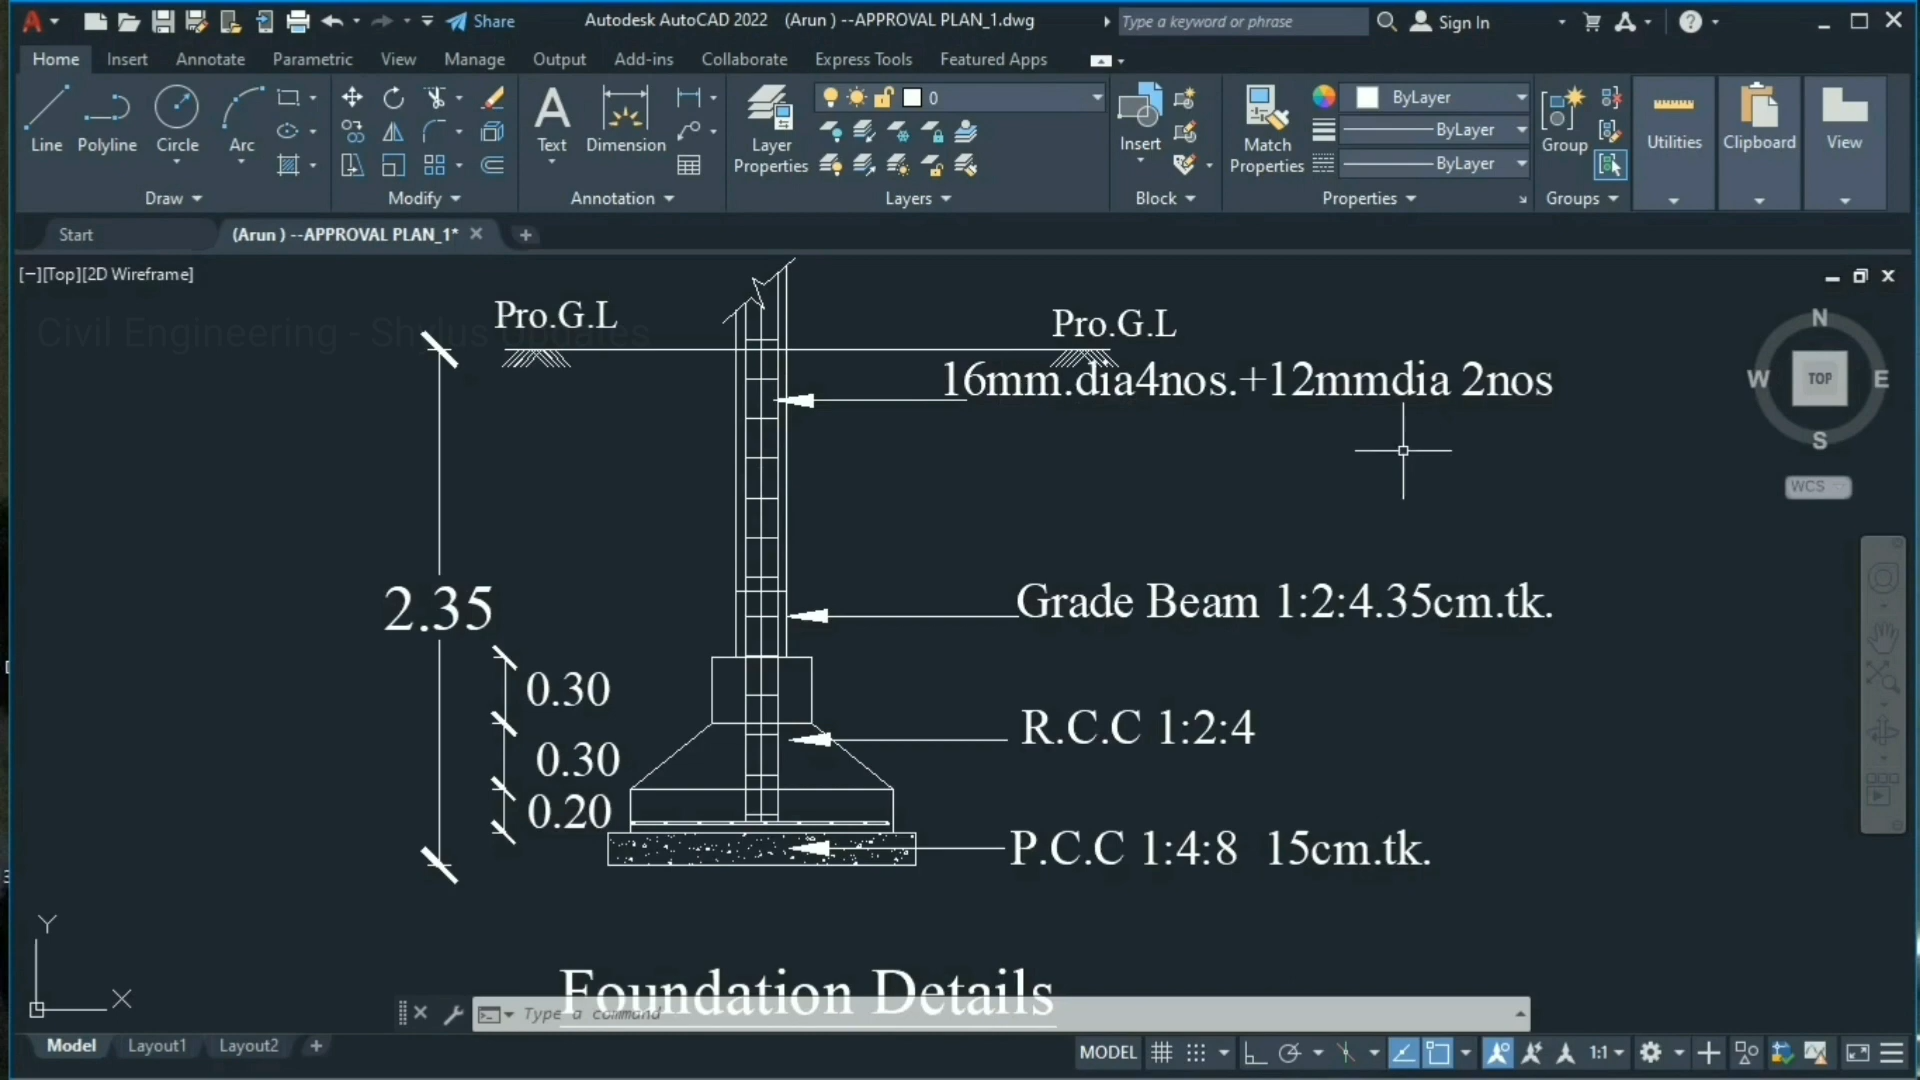 Share
Autodesk AutoCAD 2022 (Arun ) --APPROVAL PLAN_1.dwg
Type a keyword or phrase
Sign In
Home Insert Annotate Parametric View Manage Output Add-ins Collaborate Express Tools Featured Apps
Line Polyline Circle Arc
Text Dimension
Layer Properties
0
Insert
Match Properties
ByLayer
ByLayer
ByLayer
Group
Utilities
Clipboard
View
Draw Modify Annotation Layers Block Properties Groups
Start (Arun ) --APPROVAL PLAN_1*
[−][Top][2D Wireframe]
Civil Engineering - Shylus Updates
Pro.G.L
Pro.G.L
16mm.dia4nos.+12mmdia 2nos
N
W TOP E
S
WCS
2.35
Grade Beam 1:2:4.35cm.tk.
0.30
R.C.C 1:2:4
0.30
0.20
P.C.C 1:4:8 15cm.tk.
Foundation Details
Y
X
Type a command
Model Layout1 Layout2
MODEL
1:1